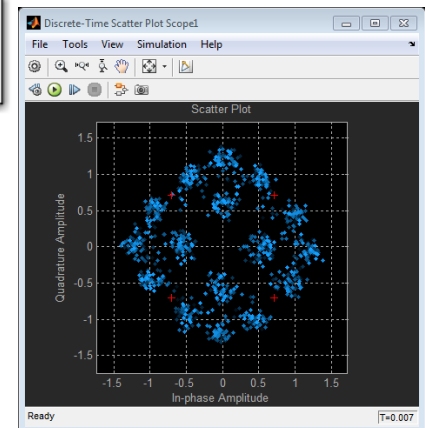 Discrete-Time Scatter Plot Scope1
File Tools View Simulation Help
Scatter Plot
1.5
1
0.5
0
-0.5
-1
-1.5
Quadrature Amplitude
-1.5 -1 -0.5 0 0.5 1 1.5
In-phase Amplitude
Ready T=0.007